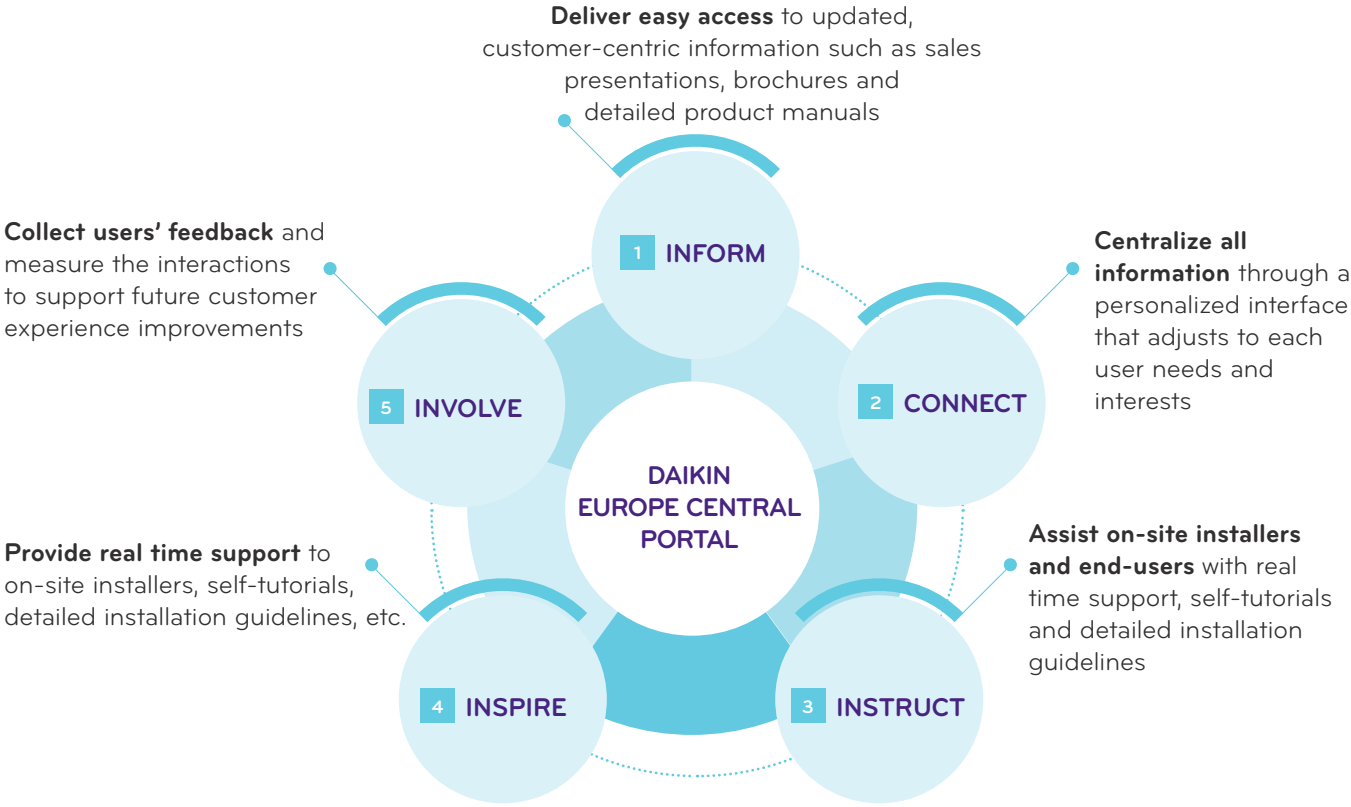 Deliver easy access to updated,
customer-centric information such as sales
presentations, brochures and
detailed product manuals
1 INFORM
Centralize all
information through a
personalized interface
that adjusts to each
user needs and
interests
2 CONNECT
Assist on-site installers
and end-users with real
time support, self-tutorials
and detailed installation
guidelines
3 INSTRUCT
Provide real time support to
on-site installers, self-tutorials,
detailed installation guidelines, etc.
4 INSPIRE
Collect users’ feedback and
measure the interactions
to support future customer
experience improvements
5 INVOLVE
DAIKIN
EUROPE CENTRAL
PORTAL